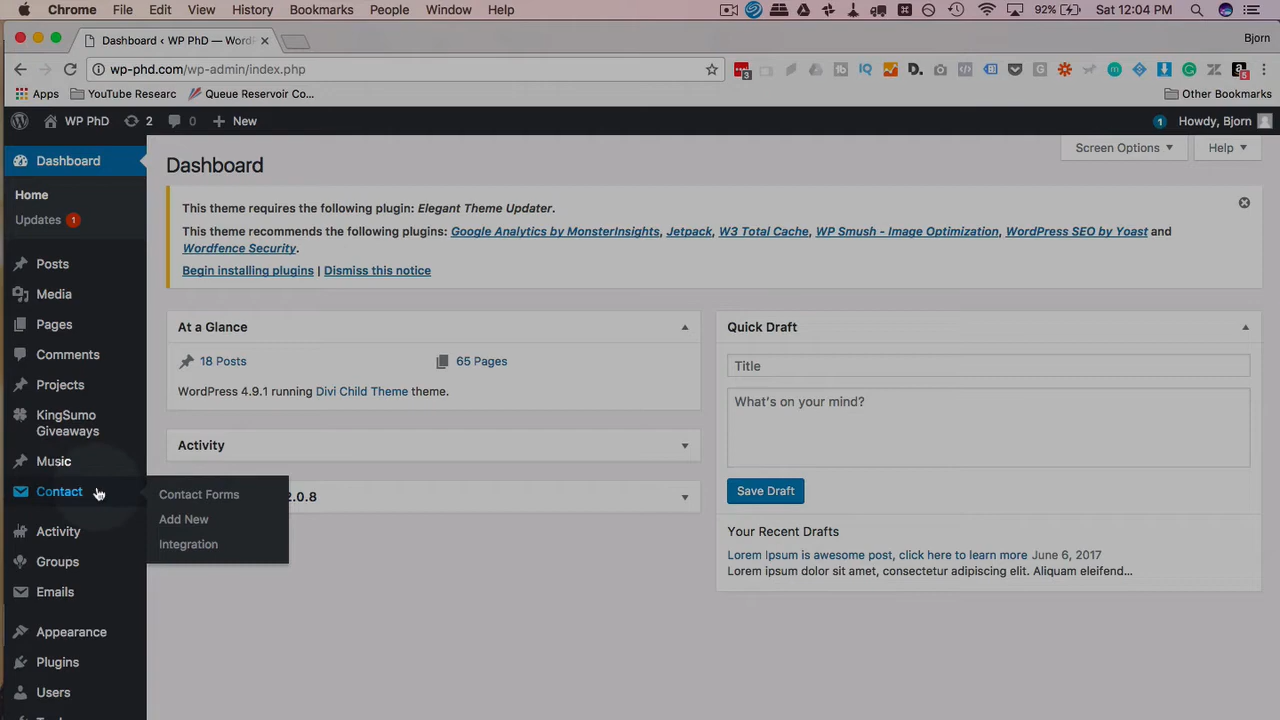 Chrome File Edit View History Bookmarks People Window Help 92% Sat 12:04 PM
Dashboard ‹ WP PhD — Word
Bjorn
wp-phd.com/wp-admin/index.php
3
5
Apps YouTube Researc Queue Reservoir Co... Other Bookmarks
WP PhD 2 0 New 1 Howdy, Bjorn
Dashboard
Home
Updates 1
Posts
Media
Pages
Comments
Projects
KingSumo
Giveaways
Music
Contact
Activity
Groups
Emails
Appearance
Plugins
Users
Contact Forms
Add New
Integration
Screen Options Help
Dashboard
This theme requires the following plugin: Elegant Theme Updater.
This theme recommends the following plugins: Google Analytics by MonsterInsights, Jetpack, W3 Total Cache, WP Smush - Image Optimization, WordPress SEO by Yoast and
Wordfence Security.
Begin installing plugins | Dismiss this notice
At a Glance
18 Posts 65 Pages
WordPress 4.9.1 running Divi Child Theme theme.
Activity
2.0.8
Quick Draft
Title
What's on your mind?
Save Draft
Your Recent Drafts
Lorem Ipsum is awesome post, click here to learn more June 6, 2017
Lorem ipsum dolor sit amet, consectetur adipiscing elit. Aliquam eleifend...